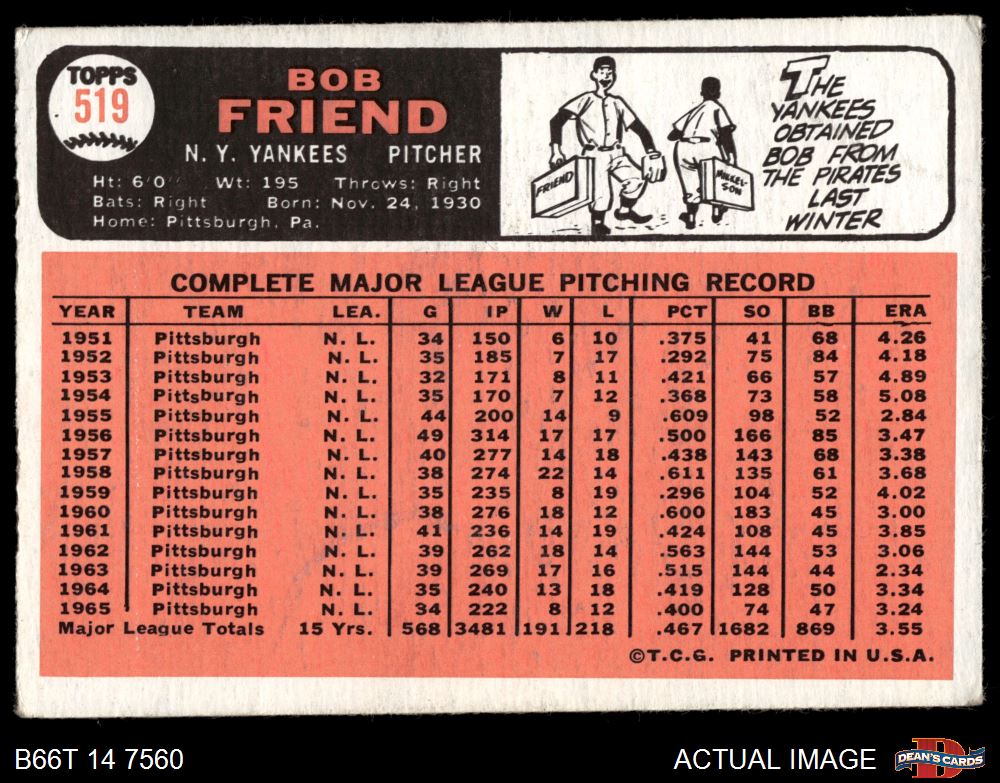 TOPPS
519
BOB
FRIEND
N. Y. YANKEES PITCHER
Ht: 6'0" Wt: 195 Throws: Right
Bats: Right Born: Nov. 24, 1930
Home: Pittsburgh, Pa.
FRIEND
MIKKEL-
SON
THE
YANKEES
OBTAINED
BOB FROM
THE PIRATES
LAST
WINTER
COMPLETE MAJOR LEAGUE PITCHING RECORD
YEAR TEAM LEA. G IP W L PCT SO BB ERA
1951 Pittsburgh N. L. 34 150 6 10 .375 41 68 4.26
1952 Pittsburgh N. L. 35 185 7 17 .292 75 84 4.18
1953 Pittsburgh N. L. 32 171 8 11 .421 66 57 4.89
1954 Pittsburgh N. L. 35 170 7 12 .368 73 58 5.08
1955 Pittsburgh N. L. 44 200 14 9 .609 98 52 2.84
1956 Pittsburgh N. L. 49 314 17 17 .500 166 85 3.47
1957 Pittsburgh N. L. 40 277 14 18 .438 143 68 3.38
1958 Pittsburgh N. L. 38 274 22 14 .611 135 61 3.68
1959 Pittsburgh N. L. 35 235 8 19 .296 104 52 4.02
1960 Pittsburgh N. L. 38 276 18 12 .600 183 45 3.00
1961 Pittsburgh N. L. 41 236 14 19 .424 108 45 3.85
1962 Pittsburgh N. L. 39 262 18 14 .563 144 53 3.06
1963 Pittsburgh N. L. 39 269 17 16 .515 144 44 2.34
1964 Pittsburgh N. L. 35 240 13 18 .419 128 50 3.34
1965 Pittsburgh N. L. 34 222 8 12 .400 74 47 3.24
Major League Totals 15 Yrs. 568 3481 191 218 .467 1682 869 3.55
©T.C.G. PRINTED IN U.S.A.
B66T 14 7560
ACTUAL IMAGE
D
DEAN'S CARDS